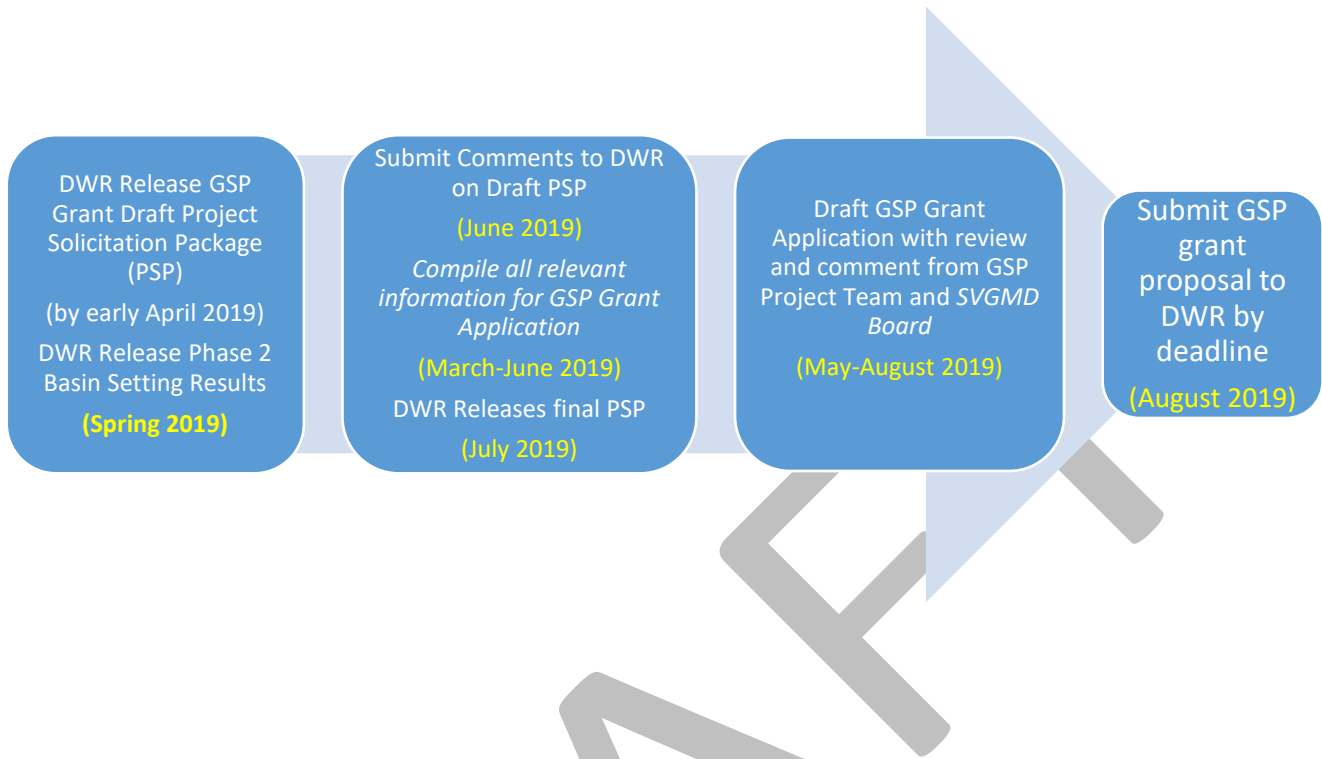 DWR Release GSP
Grant Draft Project
Solicitation Package
(PSP)
(by early April 2019)
DWR Release Phase 2
Basin Setting Results
(Spring 2019)
Submit Comments to DWR
on Draft PSP
(June 2019)
Compile all relevant
information for GSP Grant
Application
(March-June 2019)
DWR Releases final PSP
(July 2019)
Draft GSP Grant
Application with review
and comment from GSP
Project Team and SVGMD
Board
(May-August 2019)
Submit GSP
grant
proposal to
DWR by
deadline
(August 2019)